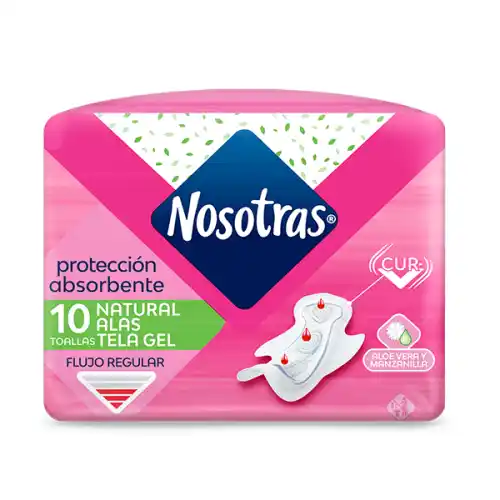 Nosotras®
protección
absorbente
10
TOALLAS
NATURAL
ALAS
TELA GEL
FLUJO REGULAR
CUR
ALOE VERA Y
MANZANILLA